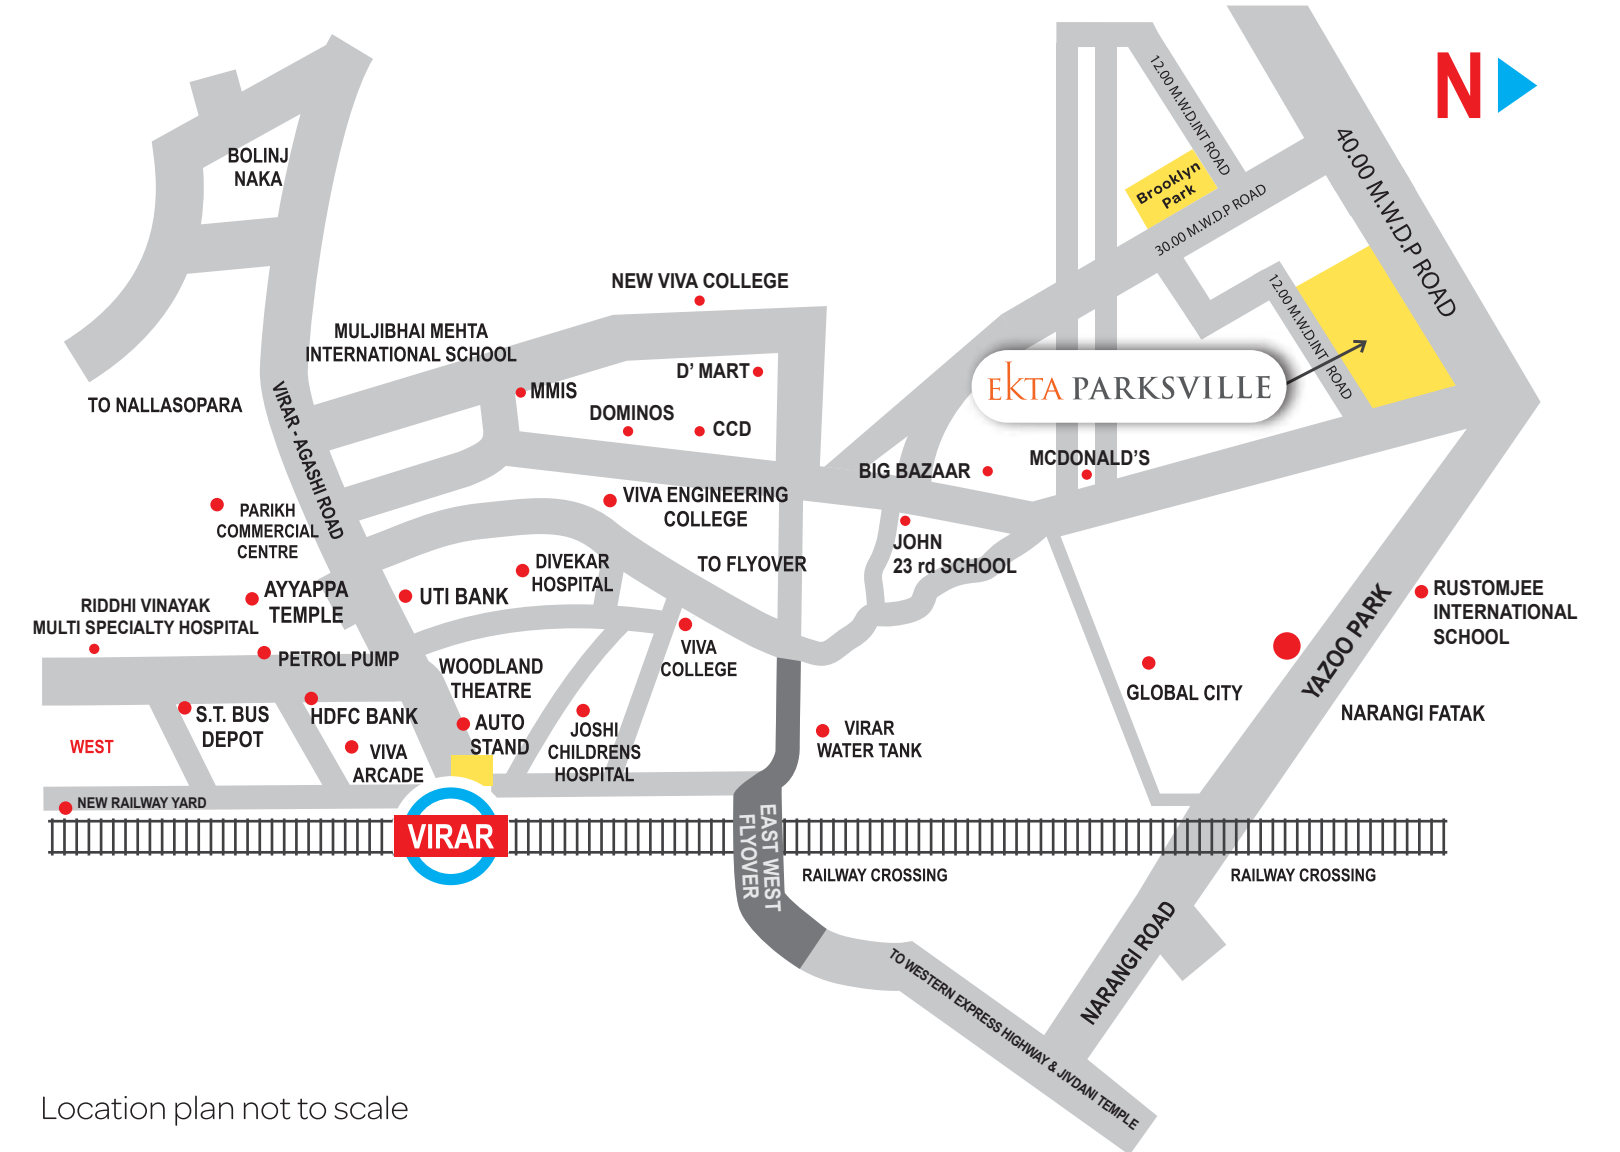 N
12.00 M.W.D.INT ROAD
40.00 M.W.D.P ROAD
BOLINJ
NAKA
Brooklyn
Park
30.00 M.W.D.P ROAD
NEW VIVA COLLEGE
12.00 M.W.D.INT ROAD
MULJIBHAI MEHTA
INTERNATIONAL SCHOOL
D' MART
EKTA PARKSVILLE
MMIS
TO NALLASOPARA
VIRAR - AGASHI ROAD
DOMINOS
CCD
BIG BAZAAR
MCDONALD'S
VIVA ENGINEERING
COLLEGE
PARIKH
COMMERCIAL
CENTRE
JOHN
23 rd SCHOOL
DIVEKAR
HOSPITAL
TO FLYOVER
AYYAPPA
TEMPLE
UTI BANK
RUSTOMJEE
INTERNATIONAL
SCHOOL
RIDDHI VINAYAK
MULTI SPECIALTY HOSPITAL
YAZOO PARK
VIVA
COLLEGE
PETROL PUMP
WOODLAND
THEATRE
GLOBAL CITY
S.T. BUS
DEPOT
HDFC BANK
AUTO
STAND
JOSHI
CHILDRENS
HOSPITAL
VIRAR
WATER TANK
NARANGI FATAK
WEST
VIVA
ARCADE
NEW RAILWAY YARD
VIRAR
EAST WEST
FLYOVER
RAILWAY CROSSING
RAILWAY CROSSING
NARANGI ROAD
TO WESTERN EXPRESS HIGHWAY & JIVDANI TEMPLE
Location plan not to scale